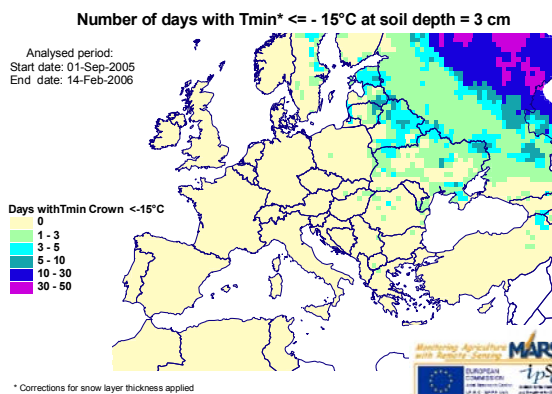 Number of days with Tmin* <= - 15°C at soil depth = 3 cm
Analysed period:
Start date: 01-Sep-2005
End date: 14-Feb-2006
Days withTmin Crown <-15°C
0
1 - 3
3 - 5
5 - 10
10 - 30
30 - 50
Monitoring Agriculture
with Remote Sensing
MARS
EUROPEAN
COMMISSION
* Corrections for snow layer thickness applied